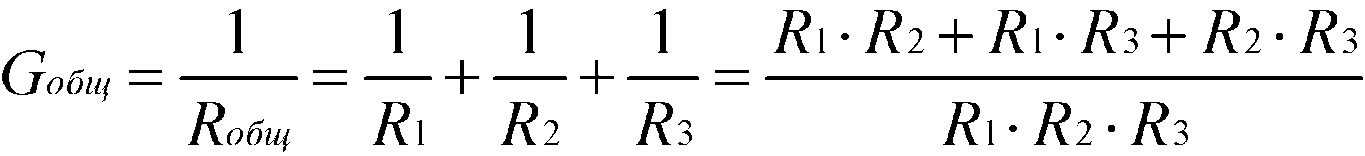 Gобщ = 1/Rобщ = 1/R1 + 1/R2 + 1/R3 = (R1 · R2 + R1 · R3 + R2 · R3)/(R1 · R2 · R3)